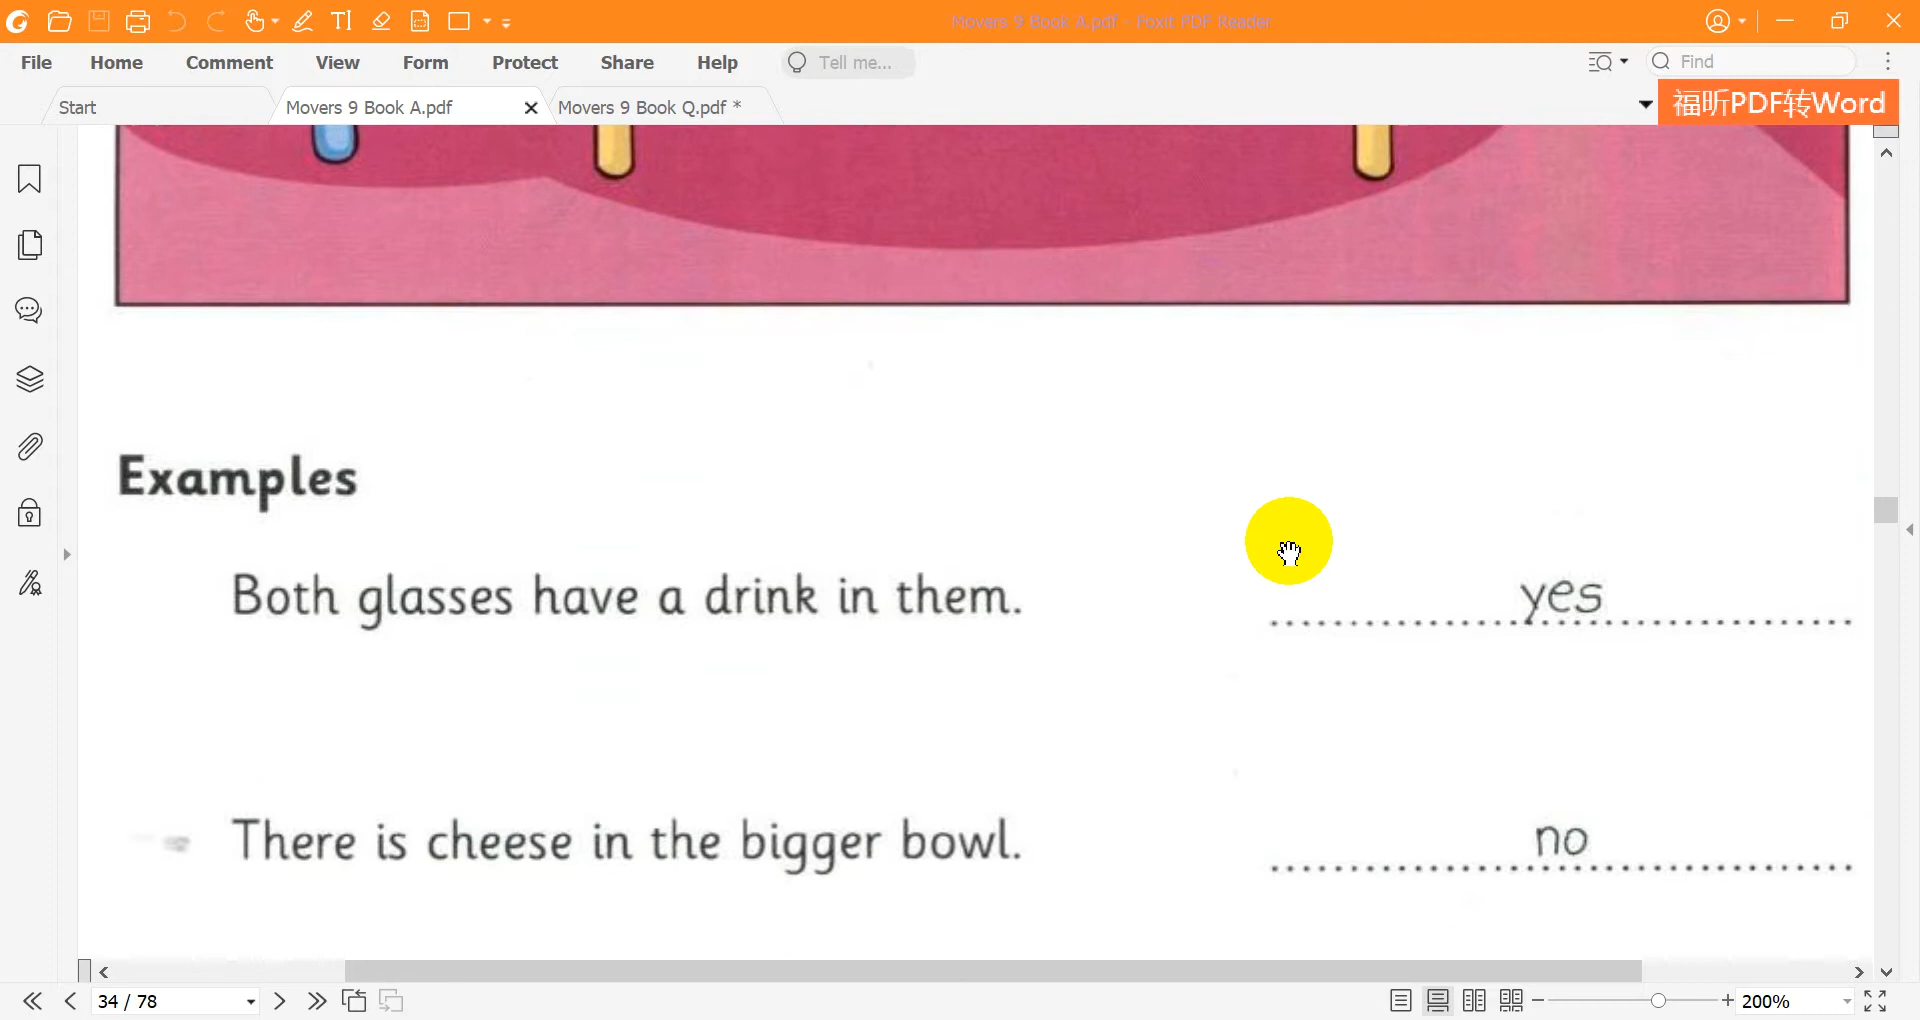 Movers 9 Book A.pdf - Foxit PDF Reader
File Home Comment View Form Protect Share Help Tell me... Find
Start Movers 9 Book A.pdf Movers 9 Book Q.pdf * 福昕PDF转Word
Examples
Both glasses have a drink in them. yes
There is cheese in the bigger bowl. no
34 / 78 200%